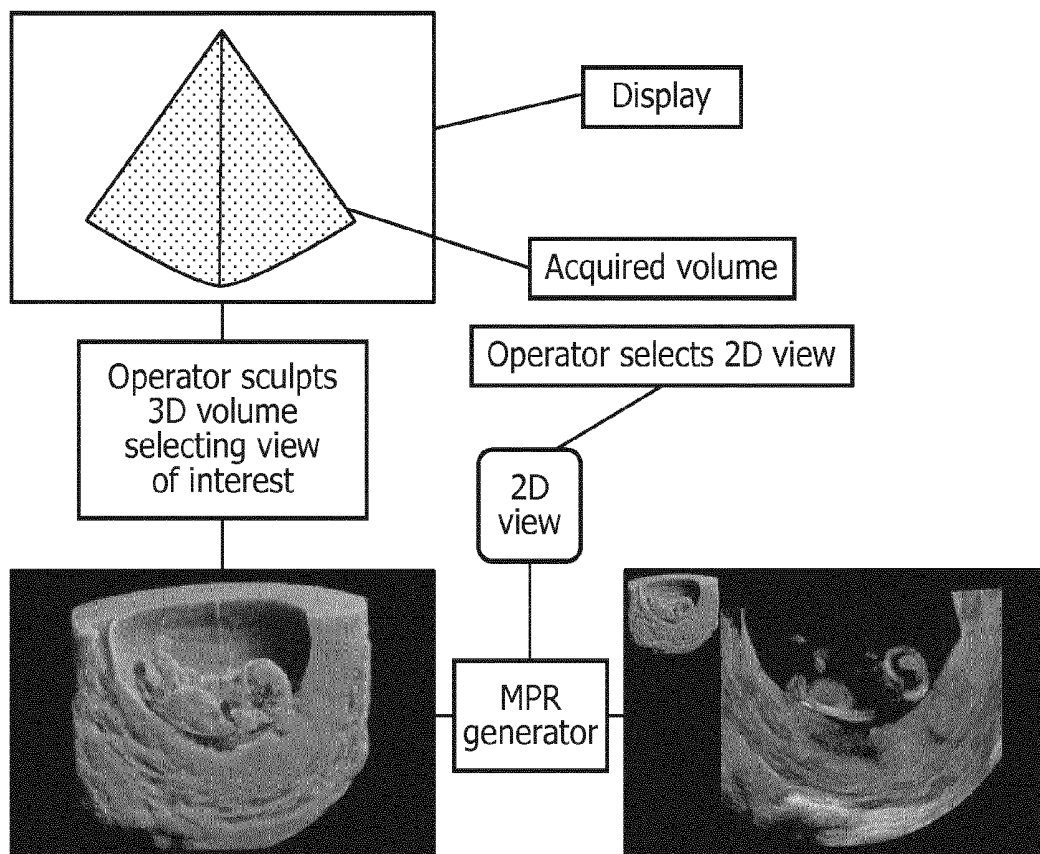 Display
Acquired volume
Operator selects 2D view
Operator sculpts
3D volume
selecting view
of interest
2D
view
MPR
generator